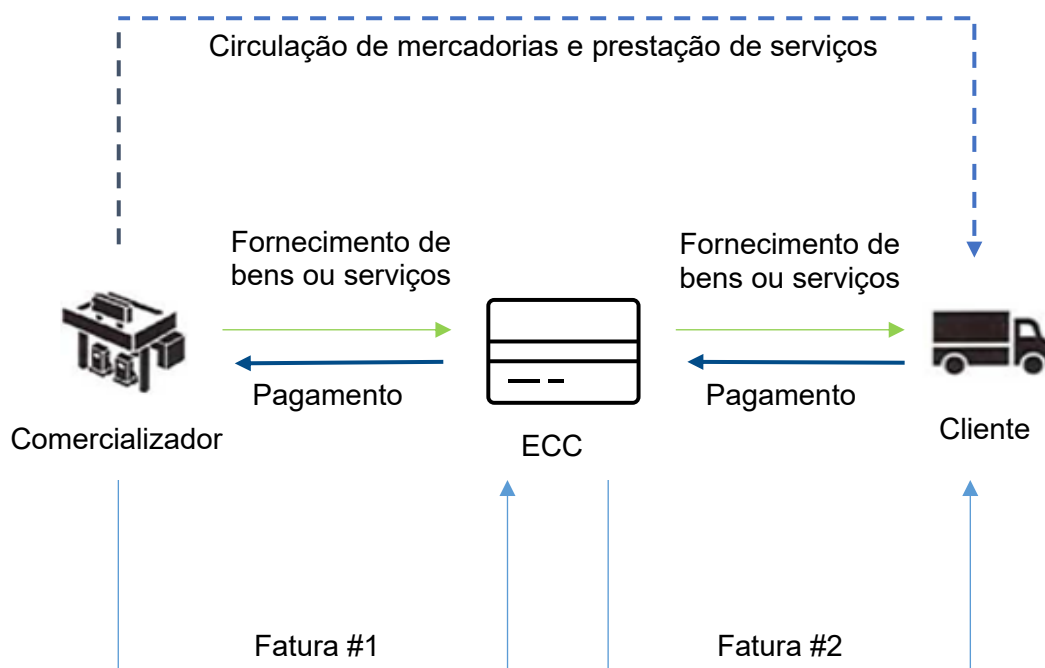 Circulação de mercadorias e prestação de serviços
Fornecimento de
bens ou serviços
Fornecimento de
bens ou serviços
Pagamento
Pagamento
Comercializador
ECC
Cliente
Fatura #1
Fatura #2